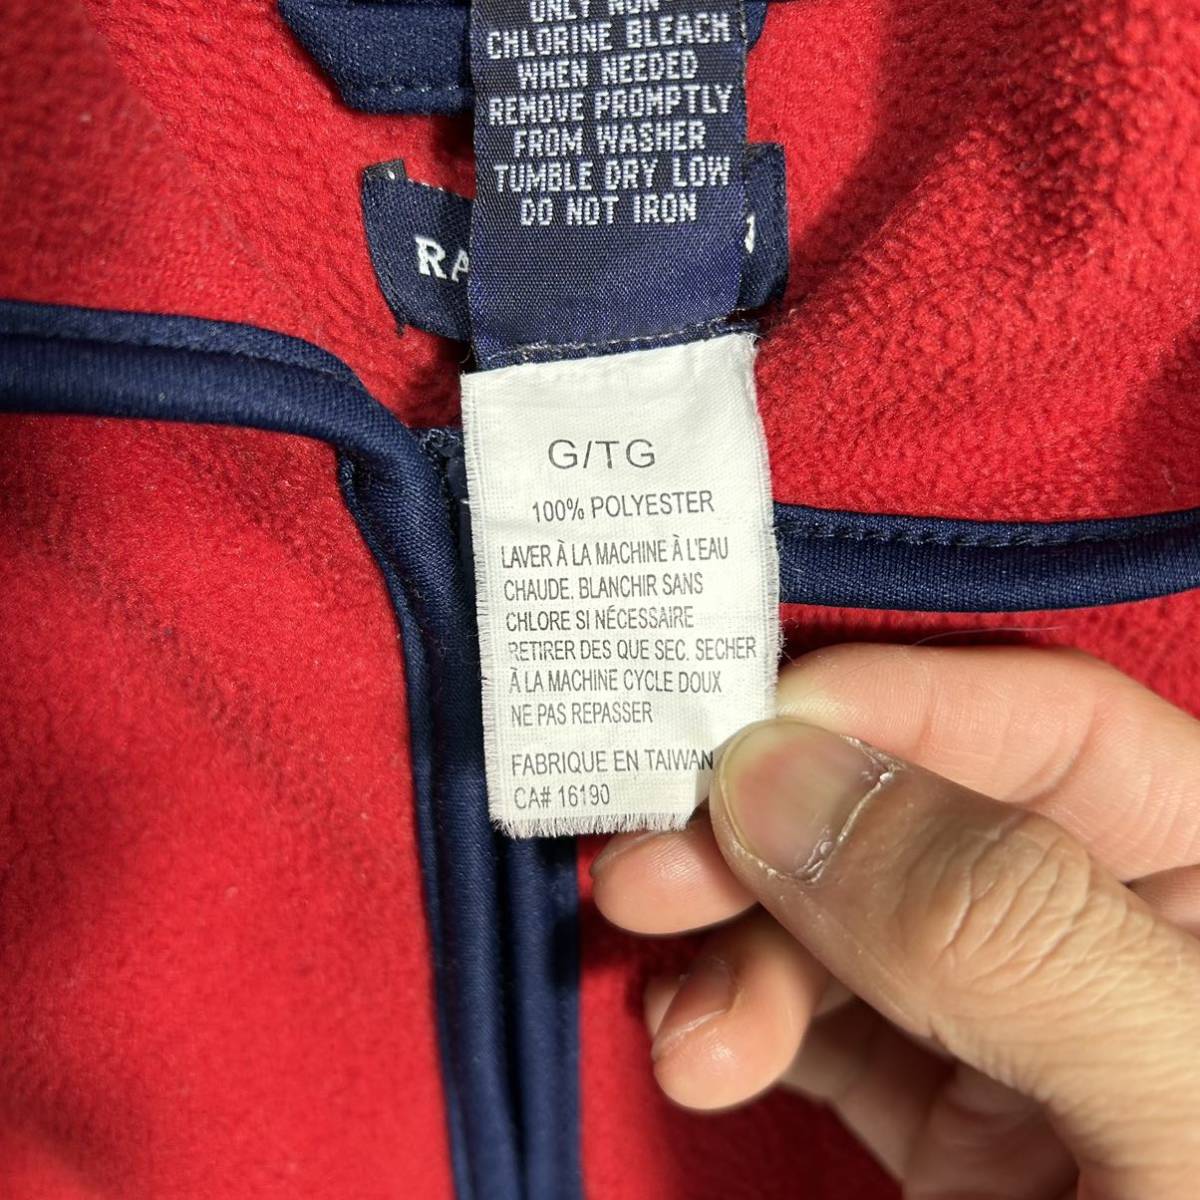 ONLY NON-
CHLORINE BLEACH
WHEN NEEDED
REMOVE PROMPTLY
FROM WASHER
TUMBLE DRY LOW
DO NOT IRON
RA
G/TG
100% POLYESTER
LAVER À LA MACHINE À L'EAU
CHAUDE. BLANCHIR SANS
CHLORE SI NÉCESSAIRE
RETIRER DES QUE SEC. SECHER
À LA MACHINE CYCLE DOUX
NE PAS REPASSER
FABRIQUE EN TAIWAN
CA# 16190